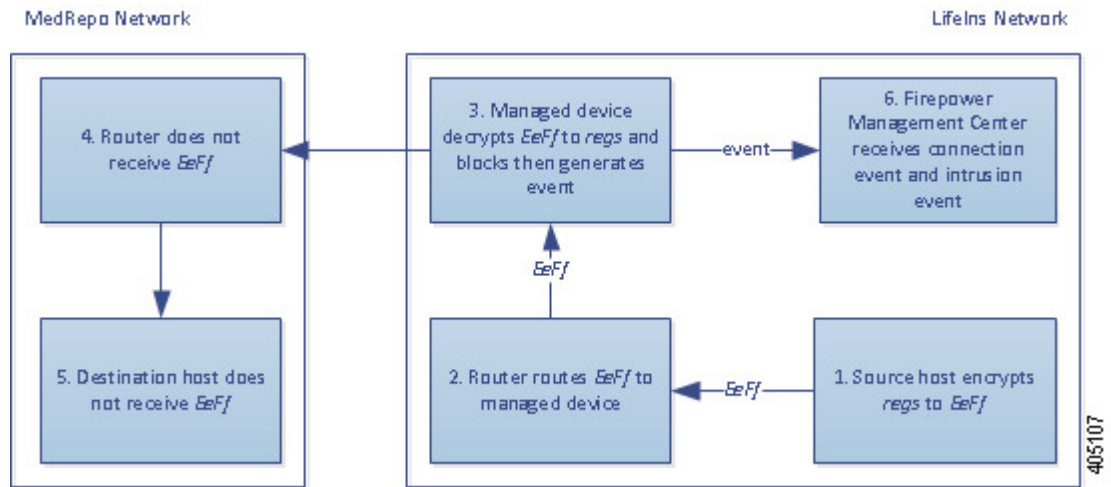 MedRepo Network
LifeIns Network
4. Router does not
receive EeFf
3. Managed device
decrypts EeFf to regs and
blocks then generates
event
event
6. Firepower
Management Center
receives connection
event and intrusion
event
EeFf
5. Destination host does
not receive EeFf
2. Router routes EeFf to
managed device
EeFf
1. Source host encrypts
regs to EeFf
405107